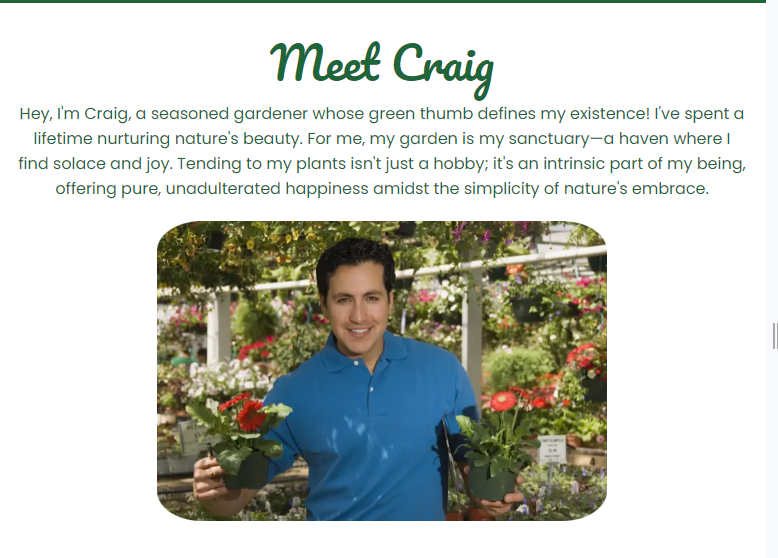 Meet Craig
Hey, I'm Craig, a seasoned gardener whose green thumb defines my existence! I've spent a
lifetime nurturing nature's beauty. For me, my garden is my sanctuary—a haven where I
find solace and joy. Tending to my plants isn't just a hobby; it's an intrinsic part of my being,
offering pure, unadulterated happiness amidst the simplicity of nature's embrace.